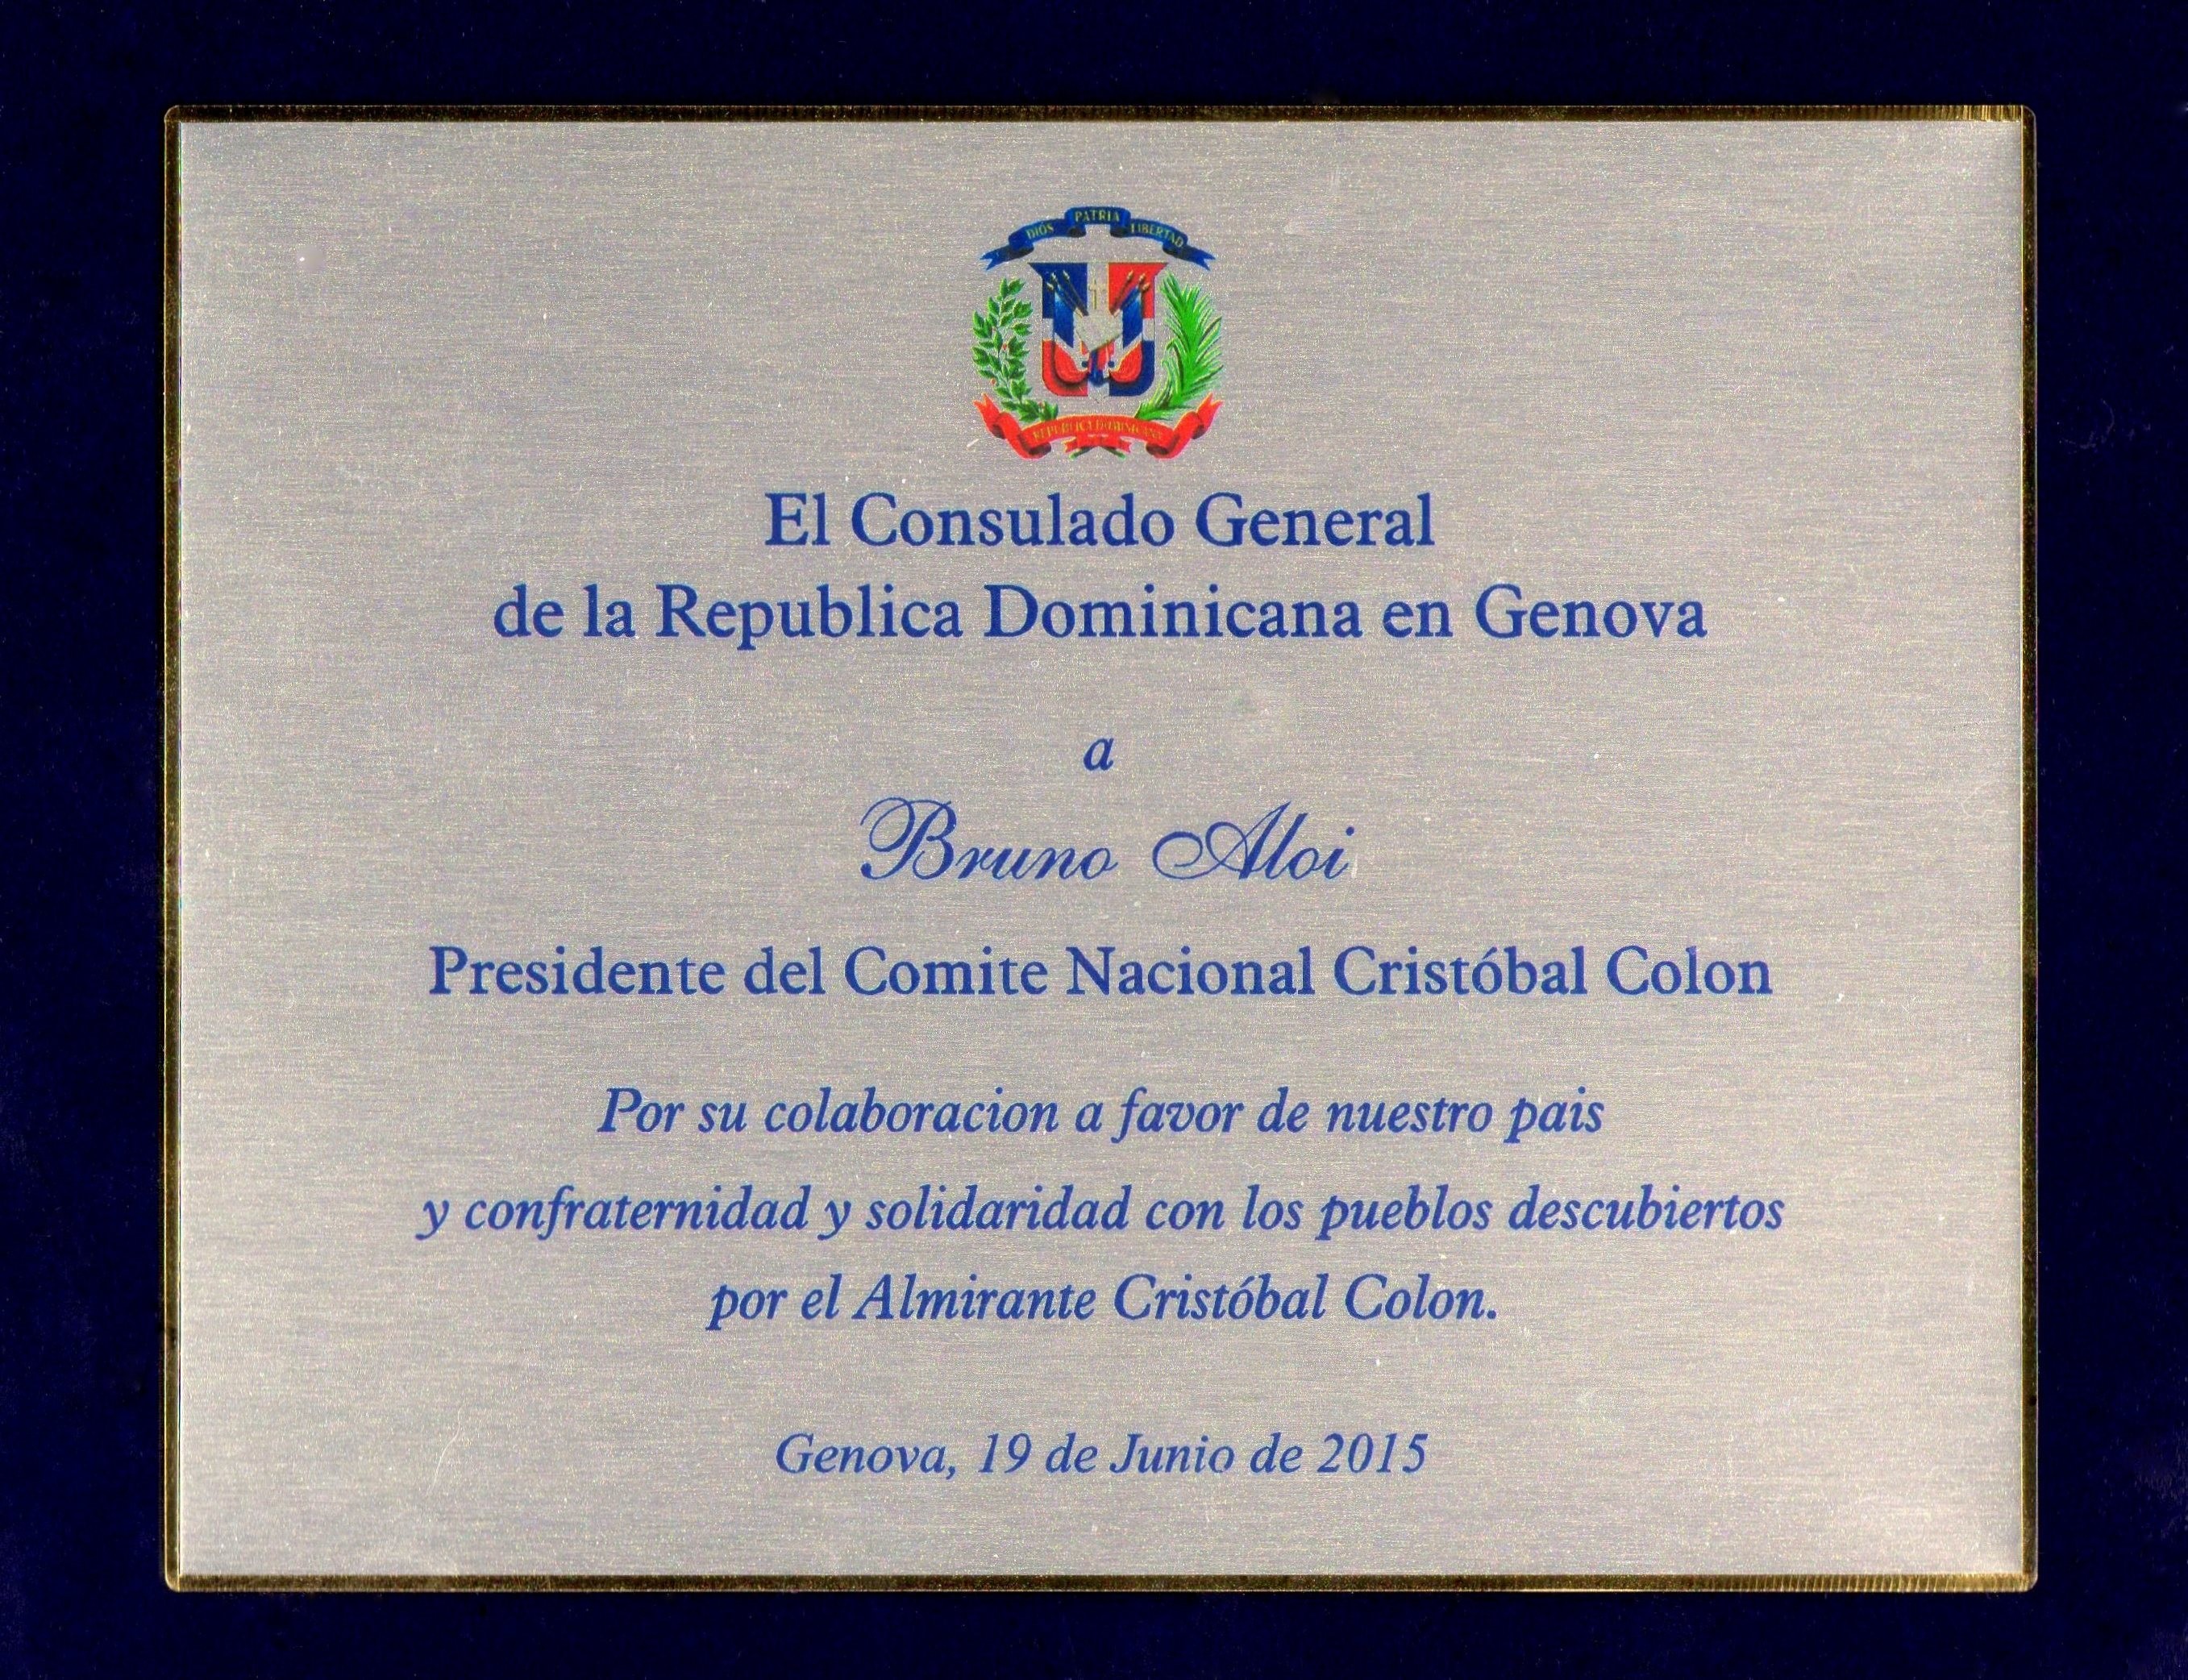 DIOS PATRIA LIBERTAD
REPUBLICA DOMINICANA
El Consulado General
de la Republica Dominicana en Genova
a
Bruno Aloi
Presidente del Comite Nacional Cristóbal Colon
Por su colaboracion a favor de nuestro pais
y confraternidad y solidaridad con los pueblos descubiertos
por el Almirante Cristóbal Colon.
Genova, 19 de Junio de 2015